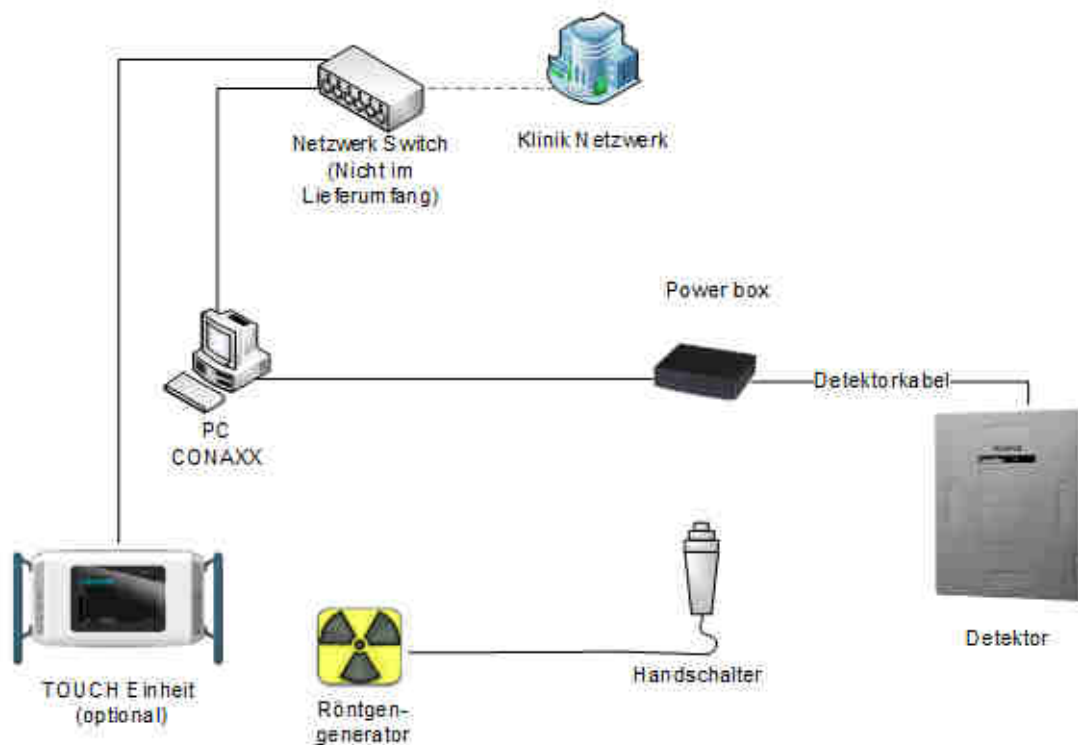 Netzwerk Switch
(Nicht im
Lieferumfang)
Klinik Netzwerk
Power box
Detektorkabel
PC
CONAXX
Detektor
Handschalter
TOUCH Einheit
(optional)
Röntgen-
generator